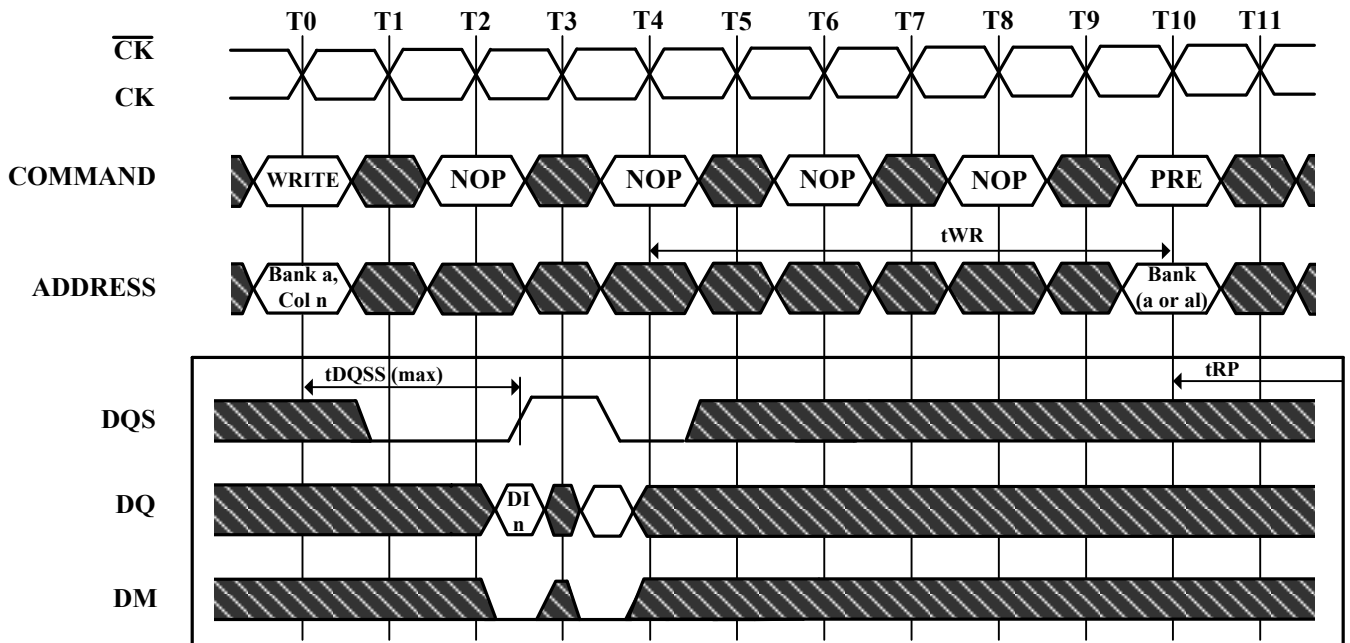 T0 T1 T2 T3 T4 T5 T6 T7 T8 T9 T10 T11
CK
CK
COMMAND WRITE NOP NOP NOP NOP PRE
tWR
ADDRESS Bank a, Col n Bank (a or al)
tDQSS (max) tRP
DQS
DQ DI n
DM